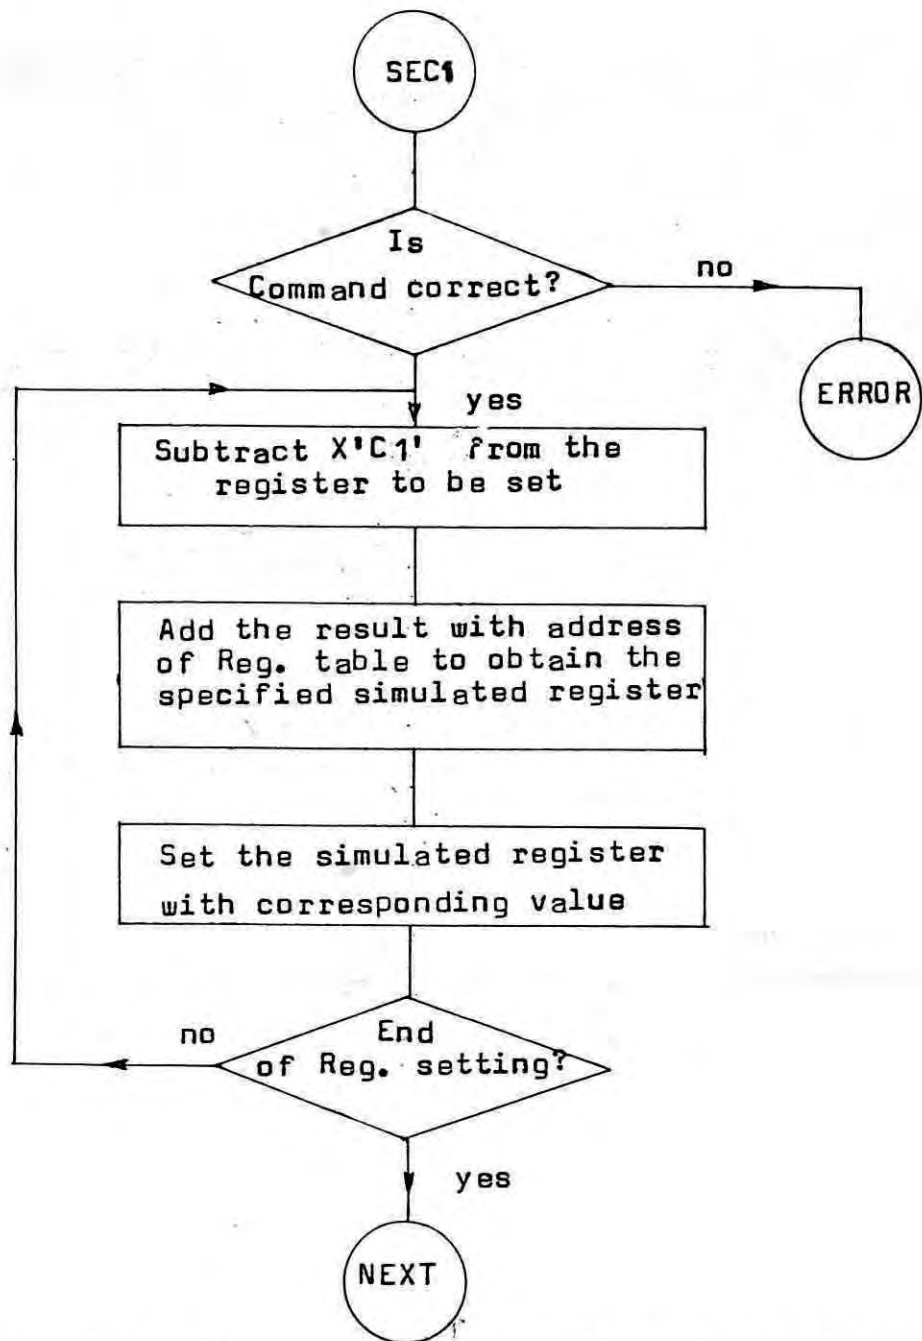 SEC1
Is
Command correct?
no
ERROR
yes
Subtract X'C1' from the
register to be set
Add the result with address
of Reg. table to obtain the
specified simulated register
Set the simulated register
with corresponding value
no
End
of Reg. setting?
yes
NEXT